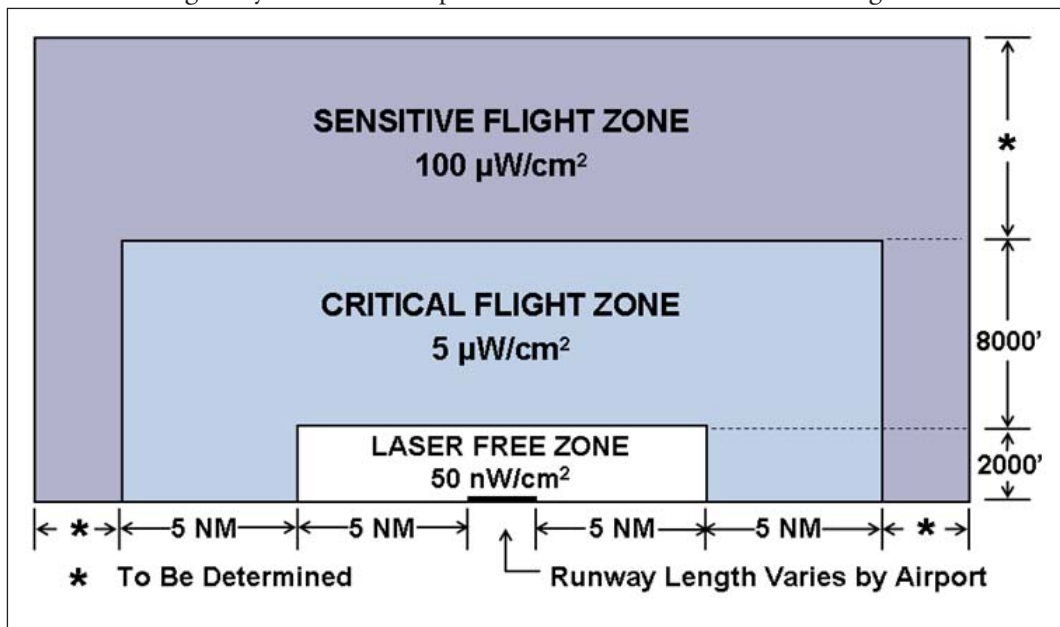 SENSITIVE FLIGHT ZONE
100 µW/cm²
*
CRITICAL FLIGHT ZONE
5 µW/cm²
8000’
LASER FREE ZONE
50 nW/cm²
2000’
* 5 NM 5 NM 5 NM 5 NM *
* To Be Determined
Runway Length Varies by Airport